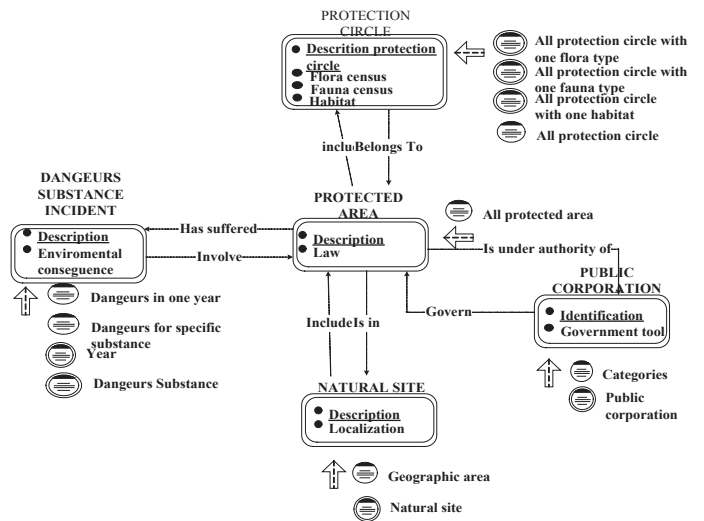 PROTECTION
CIRCLE
Descrition protection
circle
Flora census
Fauna census
Habitat
All protection circle with
one flora type
All protection circle with
one fauna type
All protection circle
with one habitat
All protection circle
includ
Belongs To
DANGEURS
SUBSTANCE
INCIDENT
Description
Enviromental
conseguence
Has suffered
Involve
PROTECTED
AREA
Description
Law
All protected area
Is under authority of
PUBLIC
CORPORATION
Identification
Government tool
Govern
Dangeurs in one year
Dangeurs for specific
substance
Year
Dangeurs Substance
Include
Is in
Categories
Public
corporation
NATURAL SITE
Description
Localization
Geographic area
Natural site